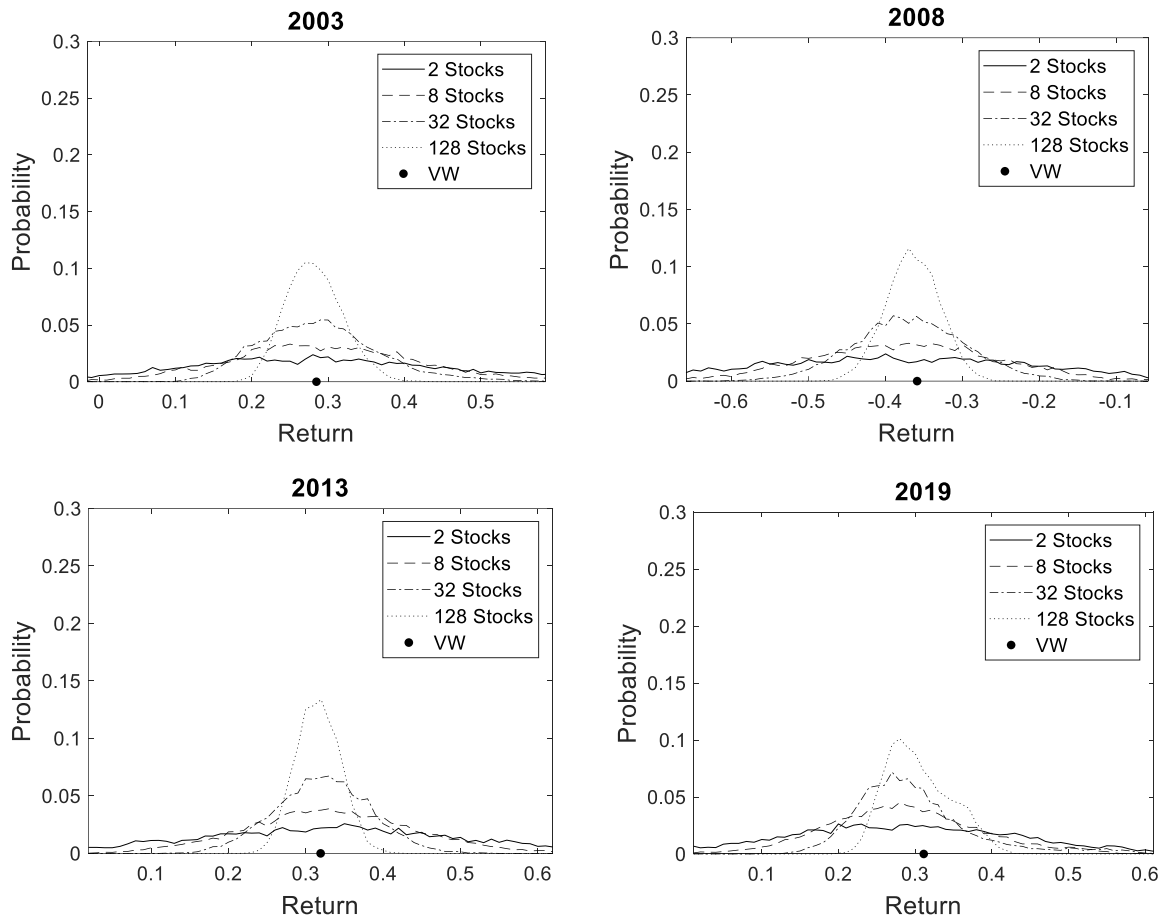 2003
0.3
0.25
0.2
0.15
0.1
0.05
0
Probability
2 Stocks
8 Stocks
32 Stocks
128 Stocks
VW
0 0.1 0.2 0.3 0.4 0.5
Return
2008
0.3
0.25
0.2
0.15
0.1
0.05
0
Probability
2 Stocks
8 Stocks
32 Stocks
128 Stocks
VW
-0.6 -0.5 -0.4 -0.3 -0.2 -0.1
Return
2013
0.3
0.25
0.2
0.15
0.1
0.05
0
Probability
2 Stocks
8 Stocks
32 Stocks
128 Stocks
VW
0.1 0.2 0.3 0.4 0.5 0.6
Return
2019
0.3
0.25
0.2
0.15
0.1
0.05
0
Probability
2 Stocks
8 Stocks
32 Stocks
128 Stocks
VW
0.1 0.2 0.3 0.4 0.5 0.6
Return